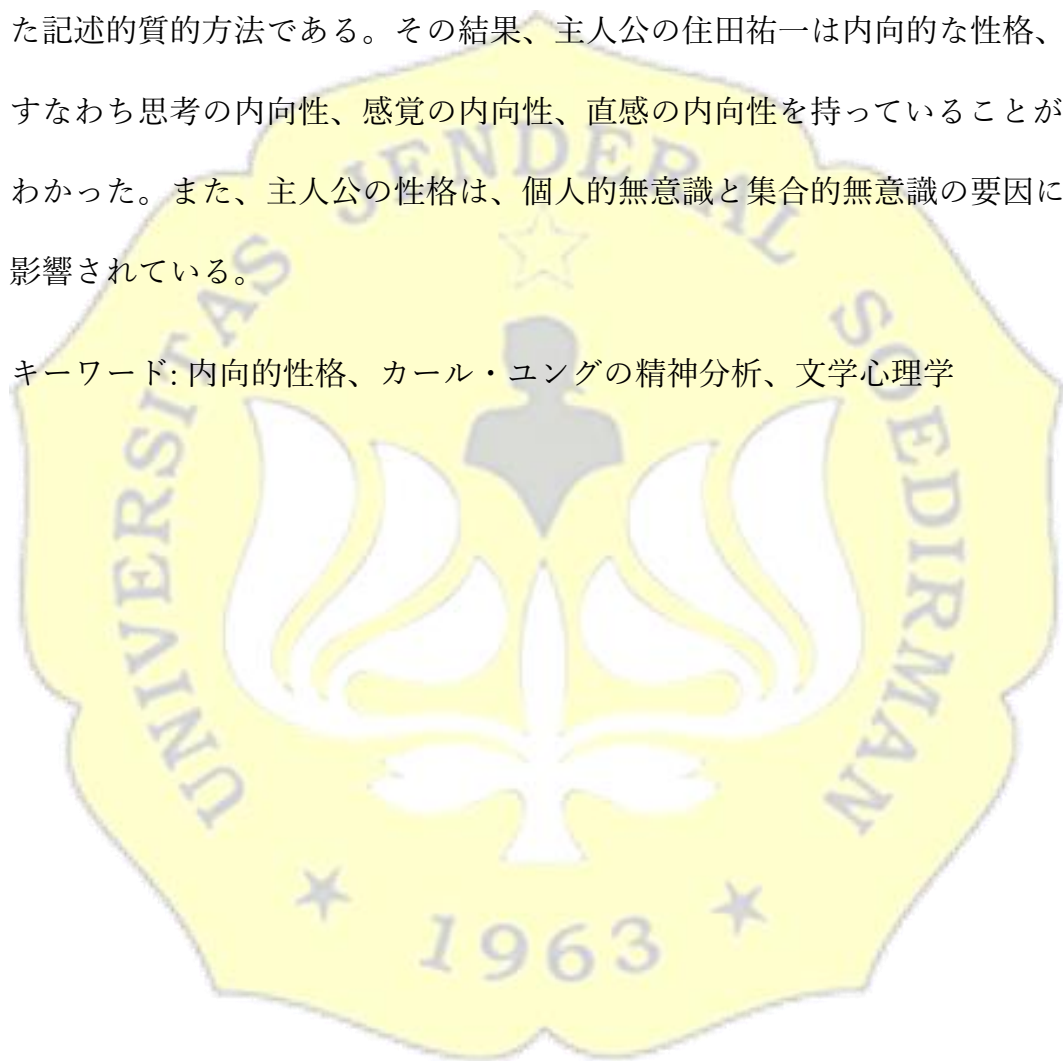 た記述的質的方法である。その結果、主人公の住田祐一は内向的な性格、
すなわち思考の内向性、感覚の内向性、直感の内向性を持っていることが
わかった。また、主人公の性格は、個人的無意識と集合的無意識の要因に
影響されている。
キーワード: 内向的性格、カール・ユングの精神分析、文学心理学
UNIVERSITAS JENDERAL SOEDIRMAN
1963